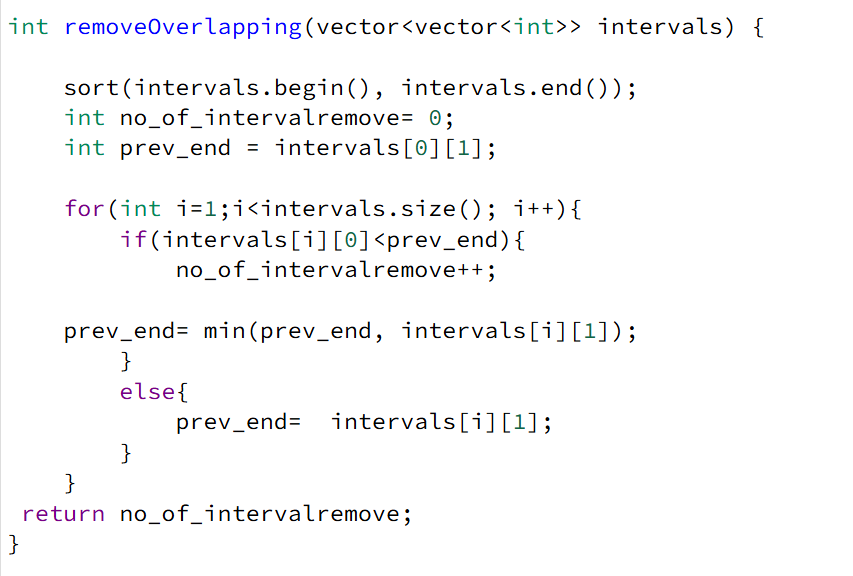 int removeOverlapping(vector<vector<int>> intervals) {
sort(intervals.begin(), intervals.end());
int no_of_intervalremove= 0;
int prev_end = intervals[0][1];
for(int i=1;i<intervals.size(); i++){
if(intervals[i][0]<prev_end){
no_of_intervalremove++;
prev_end= min(prev_end, intervals[i][1]);
}
else{
prev_end=  intervals[i][1];
}
}
return no_of_intervalremove;
}